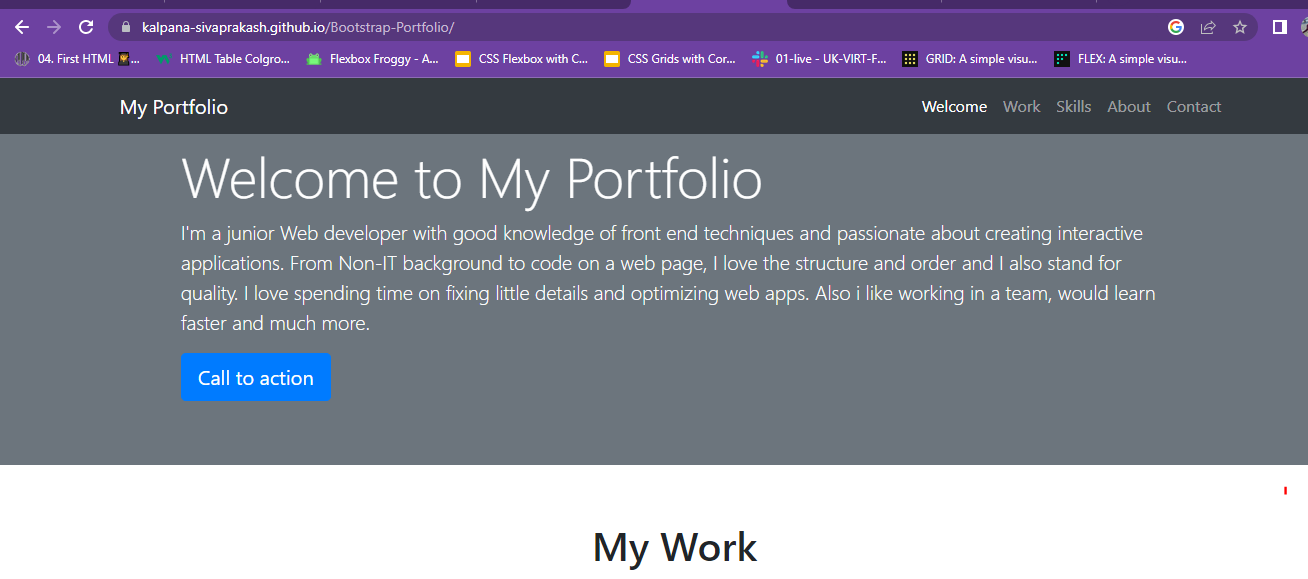 kalpana-sivaprakash.github.io/Bootstrap-Portfolio/
04. First HTML ... HTML Table Colgro... Flexbox Froggy - A... CSS Flexbox with C... CSS Grids with Cor... 01-live - UK-VIRT-F... GRID: A simple visu... FLEX: A simple visu...
My Portfolio Welcome Work Skills About Contact
Welcome to My Portfolio
I'm a junior Web developer with good knowledge of front end techniques and passionate about creating interactive
applications. From Non-IT background to code on a web page, I love the structure and order and I also stand for
quality. I love spending time on fixing little details and optimizing web apps. Also i like working in a team, would learn
faster and much more.
Call to action
My Work